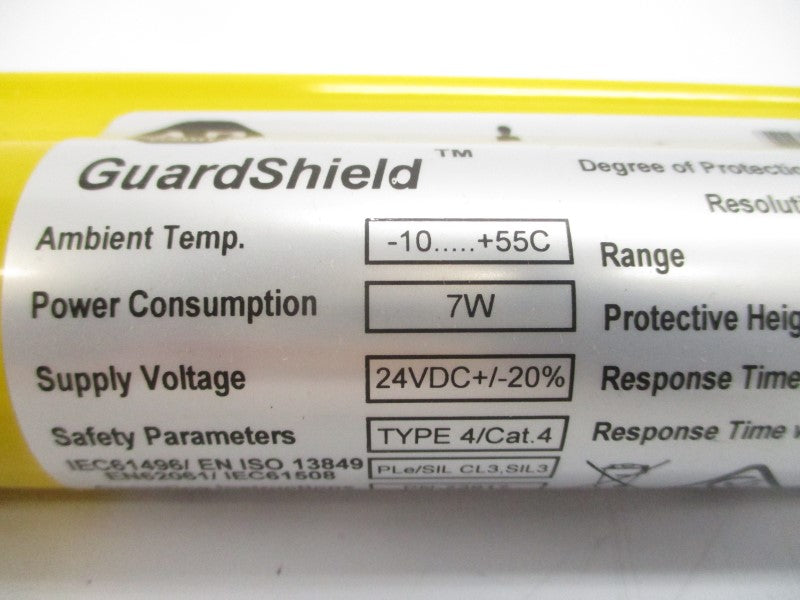 GuardShield™
Ambient Temp. -10.....+55C
Power Consumption 7W
Supply Voltage 24VDC+/-20%
Safety Parameters TYPE 4/Cat.4
IEC61496/ EN ISO 13849 PLe/SIL CL3,SIL3
EN62061/ IEC61508
Degree of Protectio
Resoluti
Range
Protective Heig
Response Time
Response Time w